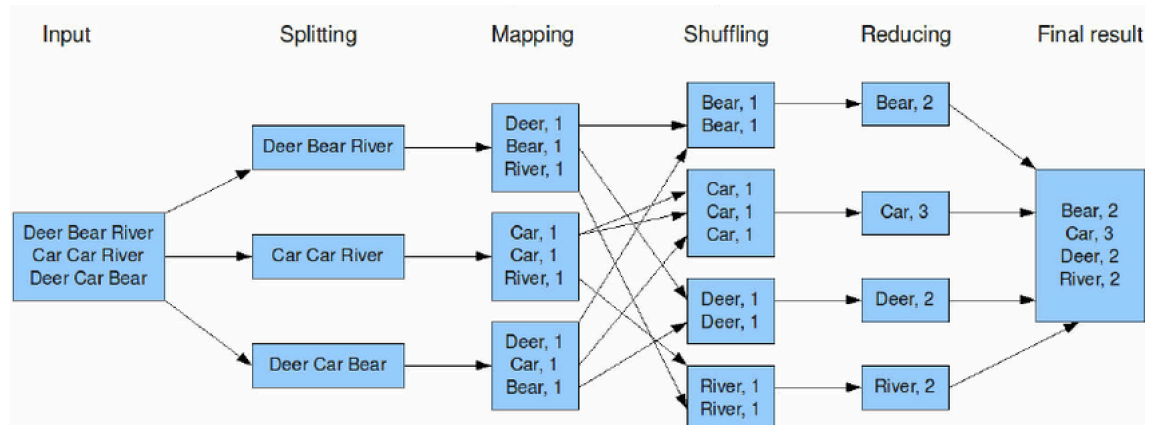 Input
Splitting
Mapping
Shuffling
Reducing
Final result
Deer Bear River
Car Car River
Deer Car Bear
Deer Bear River
Car Car River
Deer Car Bear
Deer, 1
Bear, 1
River, 1
Car, 1
Car, 1
River, 1
Deer, 1
Car, 1
Bear, 1
Bear, 1
Bear, 1
Car, 1
Car, 1
Car, 1
Deer, 1
Deer, 1
River, 1
River, 1
Bear, 2
Car, 3
Deer, 2
River, 2
Bear, 2
Car, 3
Deer, 2
River, 2